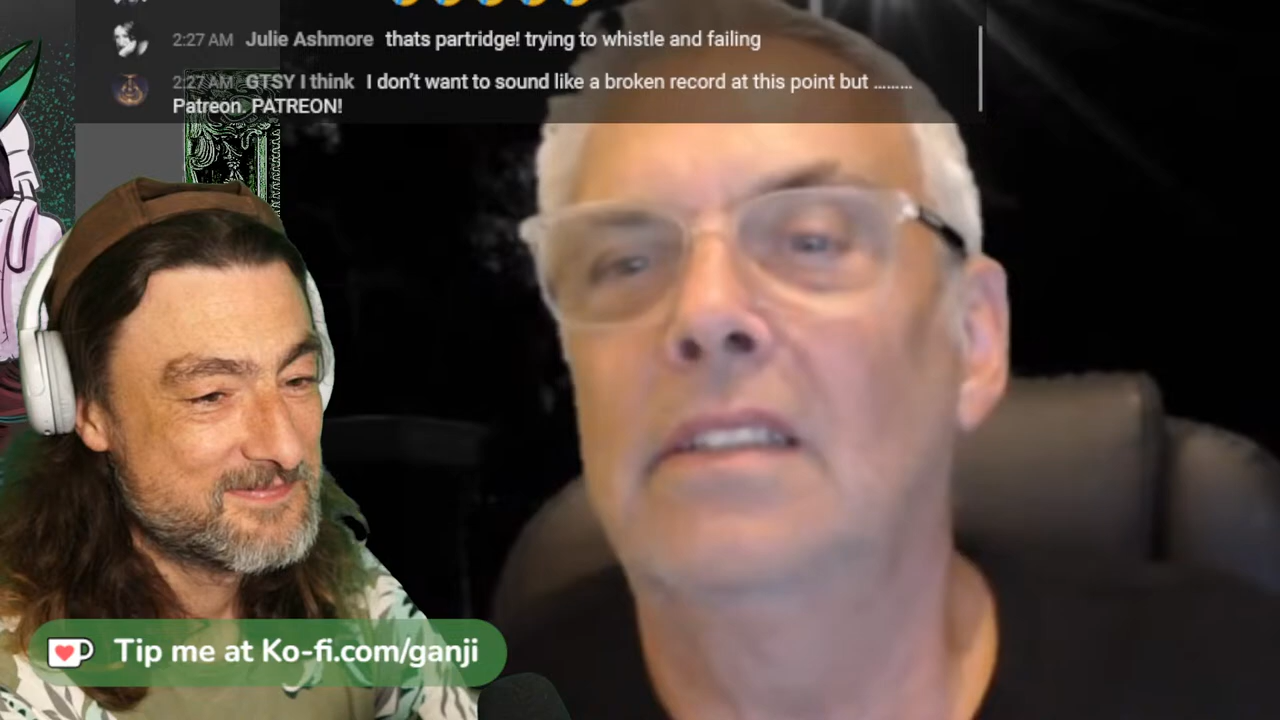 2:27 AM Julie Ashmore thats partridge! trying to whistle and failing
2:27 AM GTSY I think I don't want to sound like a broken record at this point but .........
Patreon. PATREON!
Tip me at Ko-fi.com/ganji